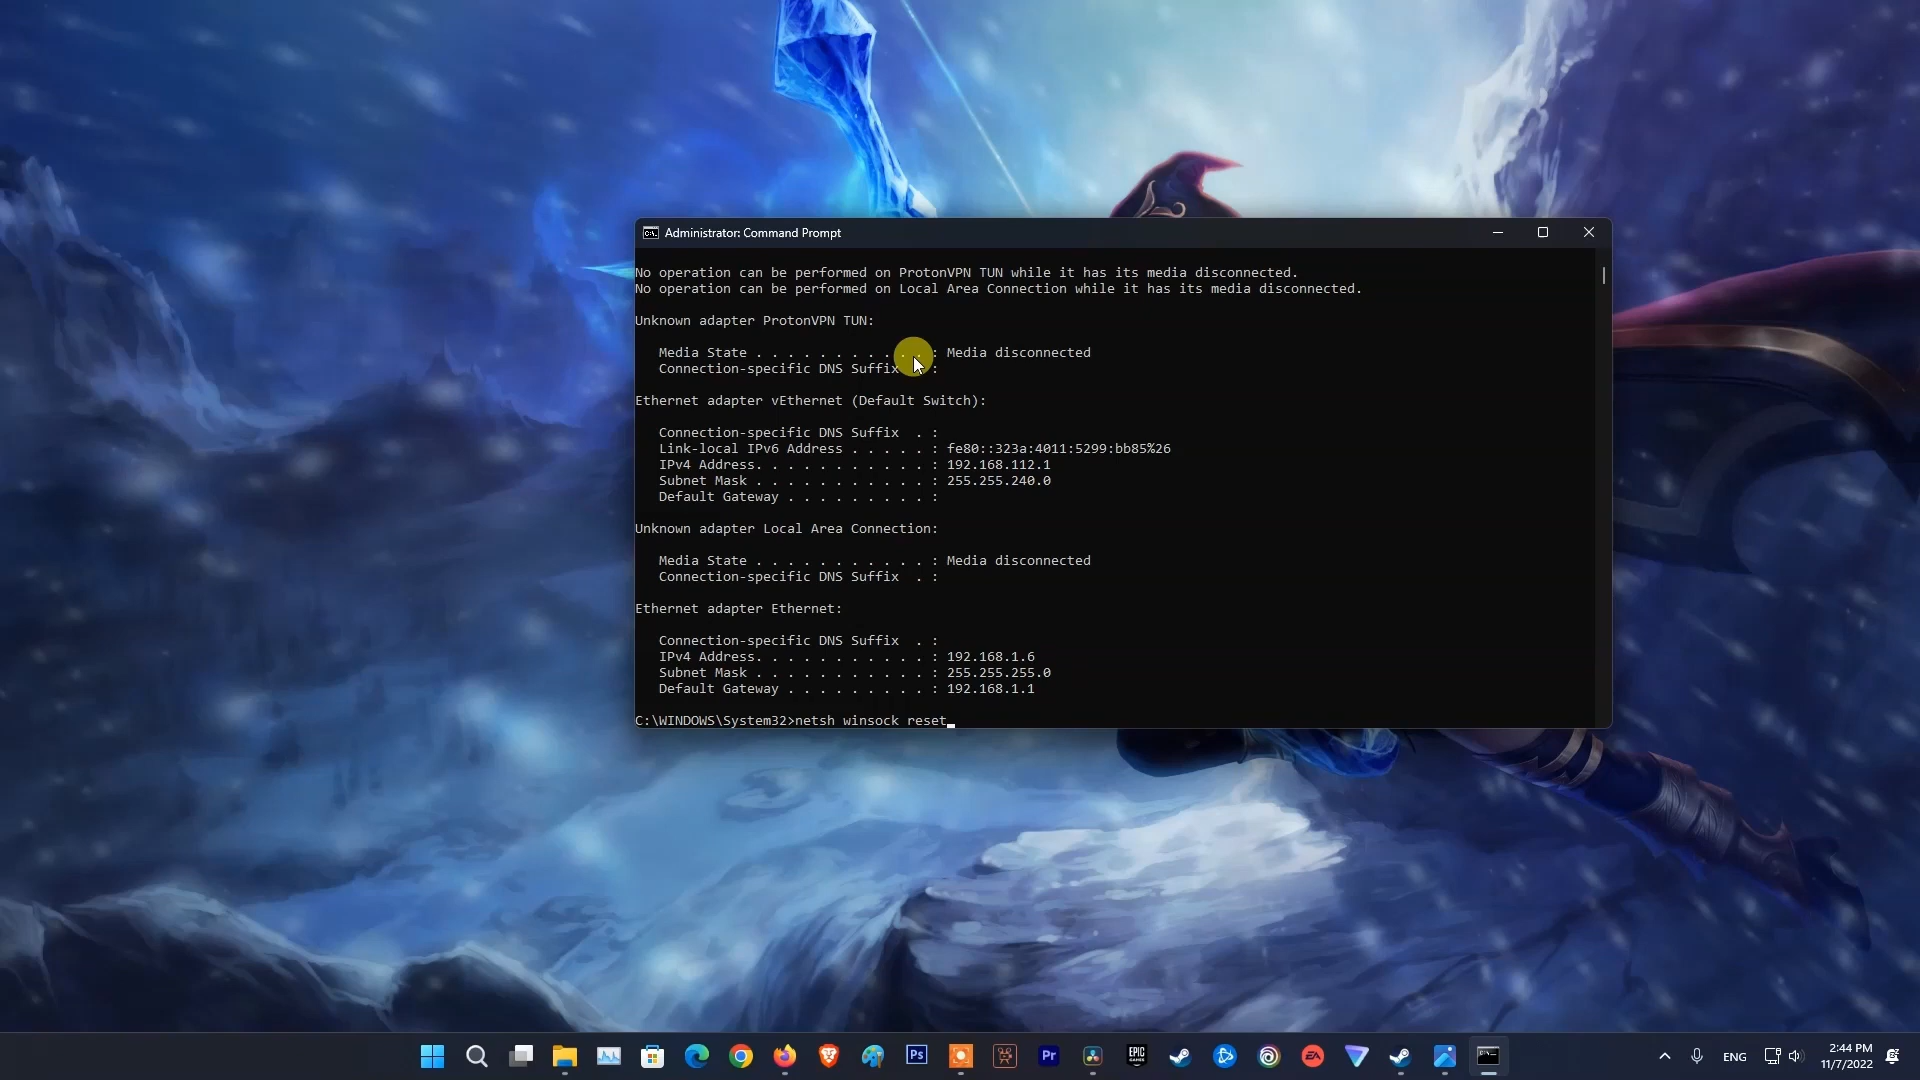 Administrator: Command Prompt
No operation can be performed on ProtonVPN TUN while it has its media disconnected.
No operation can be performed on Local Area Connection while it has its media disconnected.
Unknown adapter ProtonVPN TUN:
Media State . . . . . . . . . . . : Media disconnected
Connection-specific DNS Suffix  . :
Ethernet adapter vEthernet (Default Switch):
Connection-specific DNS Suffix  . :
Link-local IPv6 Address . . . . . : fe80::323a:4011:5299:bb85%26
IPv4 Address. . . . . . . . . . . : 192.168.112.1
Subnet Mask . . . . . . . . . . . : 255.255.240.0
Default Gateway . . . . . . . . . :
Unknown adapter Local Area Connection:
Media State . . . . . . . . . . . : Media disconnected
Connection-specific DNS Suffix  . :
Ethernet adapter Ethernet:
Connection-specific DNS Suffix  . :
IPv4 Address. . . . . . . . . . . : 192.168.1.6
Subnet Mask . . . . . . . . . . . : 255.255.255.0
Default Gateway . . . . . . . . . : 192.168.1.1
C:\WINDOWS\System32>netsh winsock reset
Ps
Pr
EPIC GAMES
EA
ENG
2:44 PM
11/7/2022